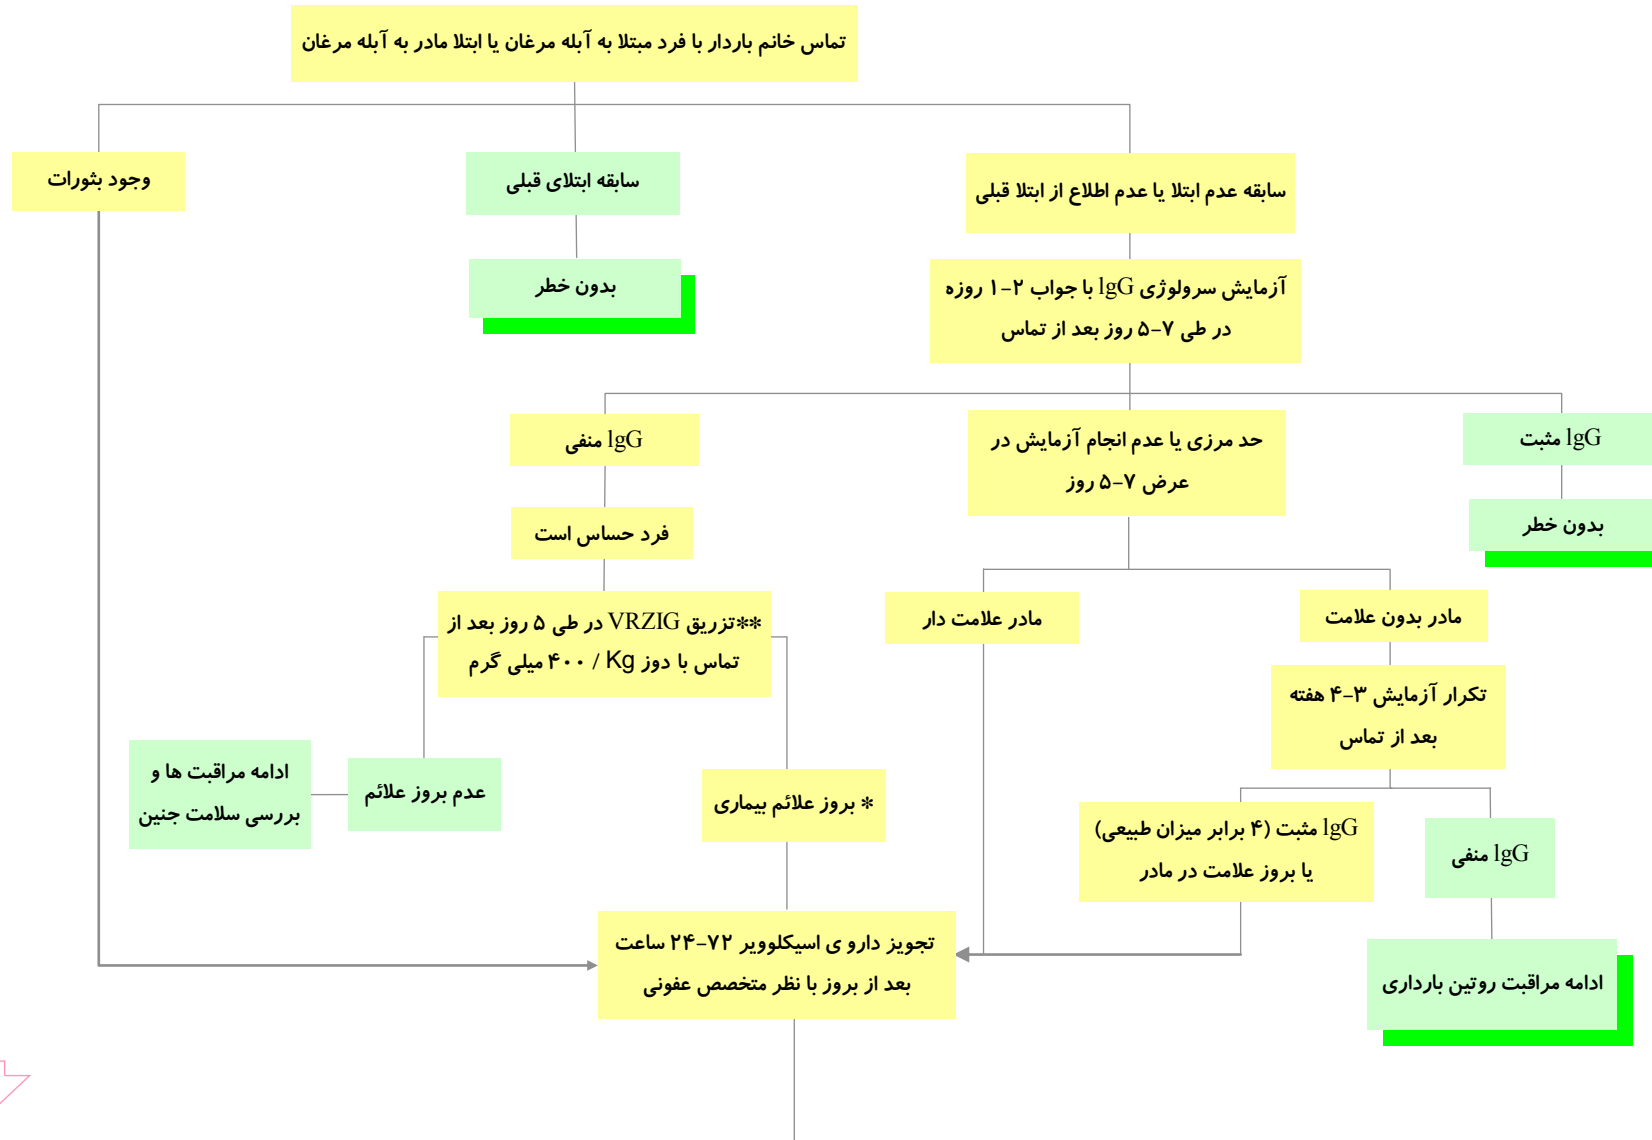 تماس خانم باردار با فرد مبتلا به آبله مرغان یا ابتلا مادر به آبله مرغان
سابقه عدم ابتلا یا عدم اطلاع از ابتلا قبلی
سابقه ابتلای قبلی
وجود بثورات
بدون خطر
آزمایش سرولوژی IgG با جواب ۲-۱ روزه
در طی ۷-۵ روز بعد از تماس
IgG مثبت
بدون خطر
حد مرزی یا عدم انجام آزمایش در
عرض ۷-۵ روز
IgG منفی
فرد حساس است
مادر بدون علامت
مادر علامت دار
**تزریق VRZIG در طی ۵ روز بعد از
تماس با دوز ۴۰۰ / Kg میلی گرم
تکرار آزمایش ۳-۴ هفته
بعد از تماس
* بروز علائم بیماری
عدم بروز علائم
ادامه مراقبت ها و
بررسی سلامت جنین
IgG منفی
IgG مثبت (۴ برابر میزان طبیعی)
یا بروز علامت در مادر
ادامه مراقبت روتین بارداری
تجویز دارو ی اسیکلوویر ۷۲-۲۴ ساعت
بعد از بروز با نظر متخصص عفونی